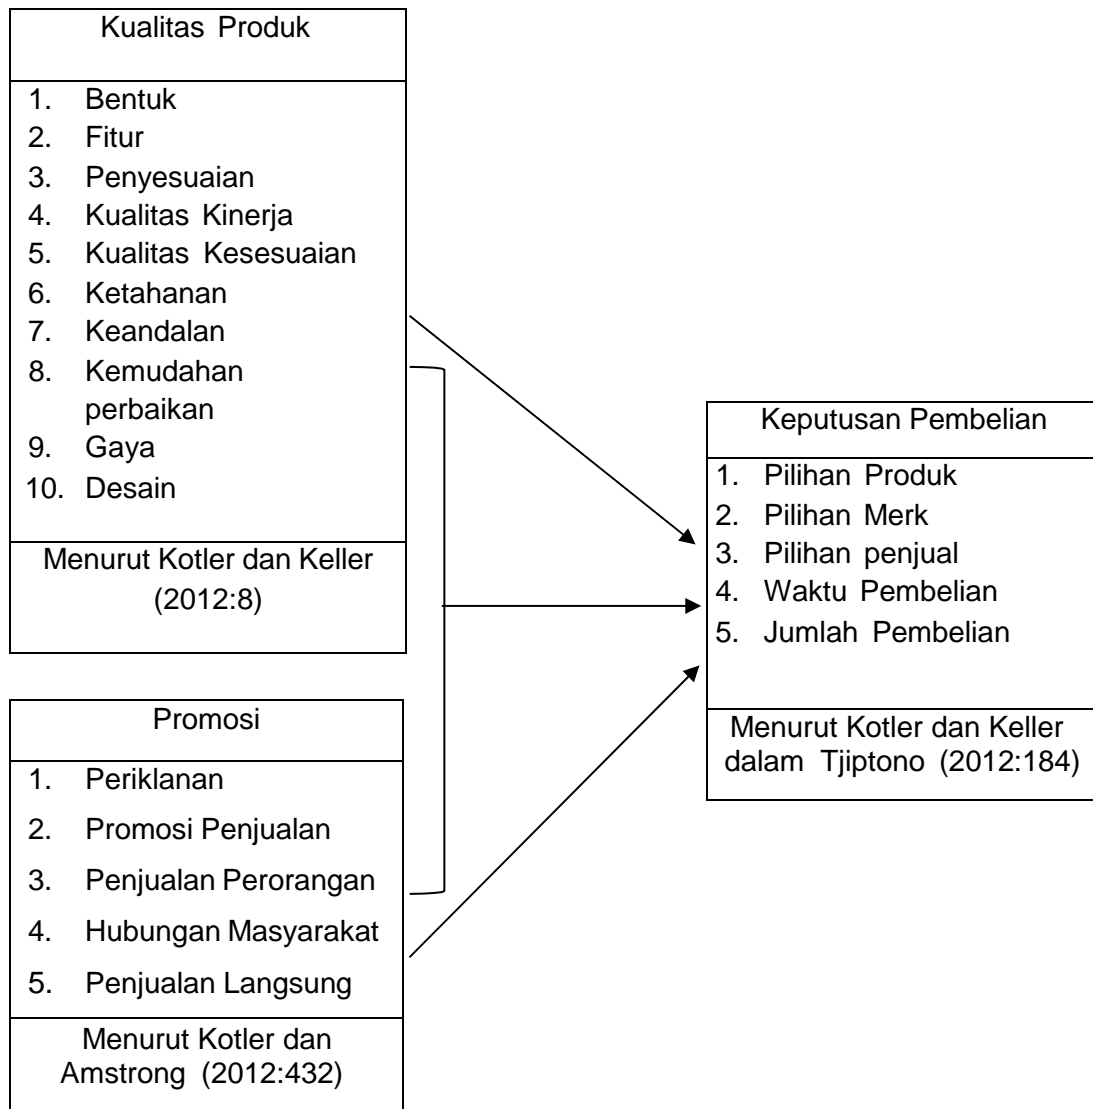 Kualitas Produk
1. Bentuk
2. Fitur
3. Penyesuaian
4. Kualitas Kinerja
5. Kualitas Kesesuaian
6. Ketahanan
7. Keandalan
8. Kemudahan
perbaikan
9. Gaya
10. Desain
Menurut Kotler dan Keller
(2012:8)
Promosi
1. Periklanan
2. Promosi Penjualan
3. Penjualan Perorangan
4. Hubungan Masyarakat
5. Penjualan Langsung
Menurut Kotler dan
Amstrong (2012:432)
Keputusan Pembelian
1. Pilihan Produk
2. Pilihan Merk
3. Pilihan penjual
4. Waktu Pembelian
5. Jumlah Pembelian
Menurut Kotler dan Keller
dalam Tjiptono (2012:184)